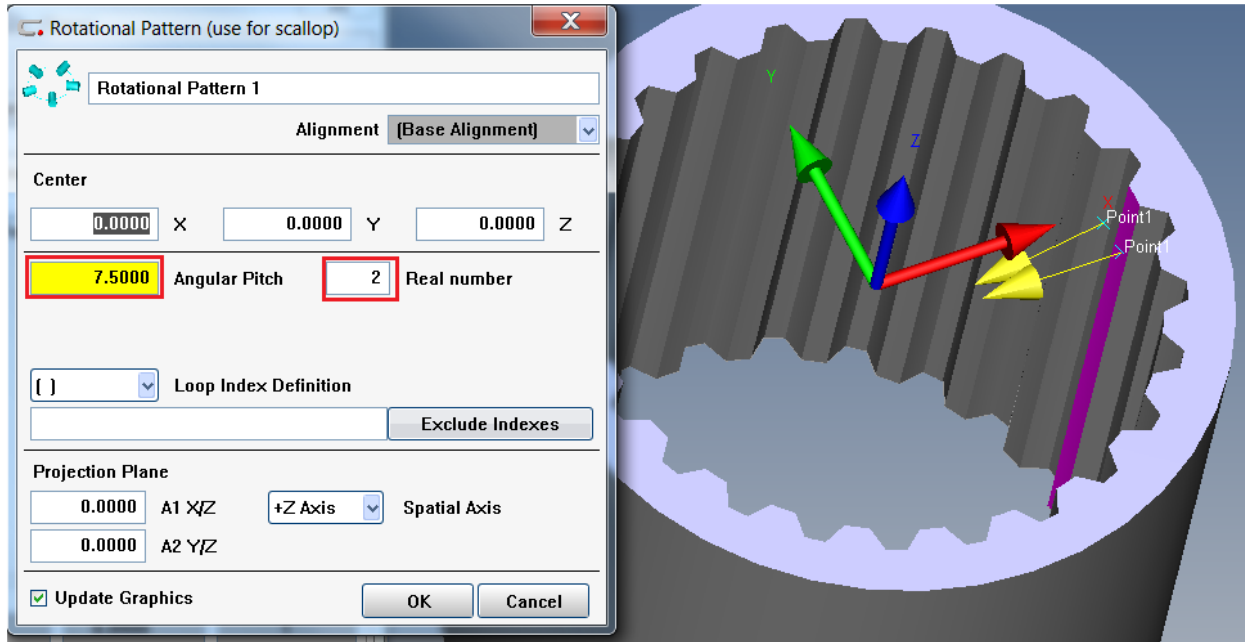 Rotational Pattern (use for scallop)
Rotational Pattern 1
Alignment (Base Alignment)
Center
0.0000 X 0.0000 Y 0.0000 Z
7.5000 Angular Pitch 2 Real number
( ) Loop Index Definition
Exclude Indexes
Projection Plane
0.0000 A1 X/Z +Z Axis Spatial Axis
0.0000 A2 Y/Z
Update Graphics OK Cancel
Y
Z
X
Point1
Point1